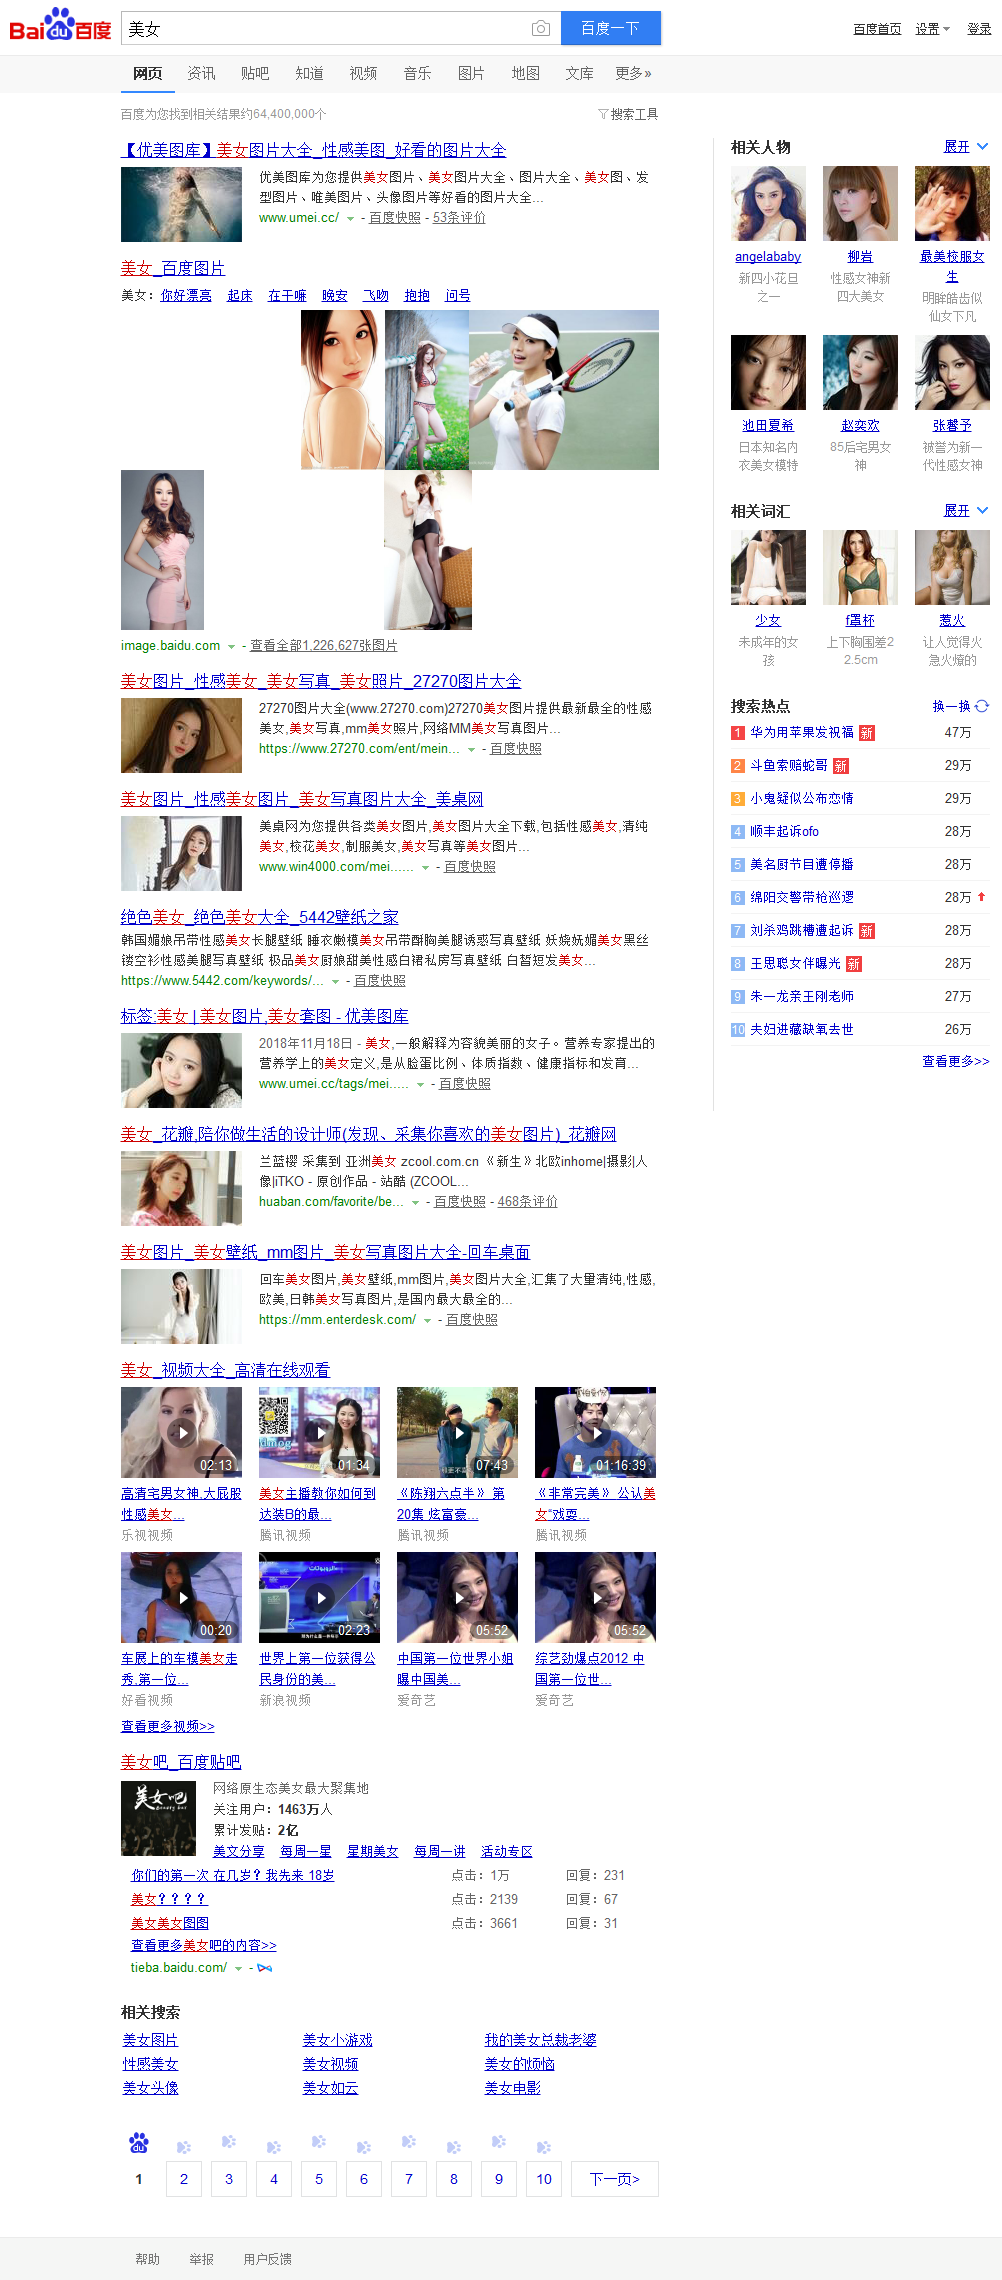 Bai du 百度
美女
百度一下
百度首页 设置 登录
网页 资讯 贴吧 知道 视频 音乐 图片 地图 文库 更多»
百度为您找到相关结果约64,400,000个
搜索工具
【优美图库】美女图片大全_性感美图_好看的图片大全
优美图库为您提供美女图片、美女图片大全、图片大全、美女图、发
型图片、唯美图片、头像图片等好看的图片大全...
www.umei.cc/ - 百度快照 - 53条评价
美女_百度图片
美女: 你好漂亮 起床 在干嘛 晚安 飞吻 抱抱 问号
image.baidu.com - 查看全部1,226,627张图片
美女图片_性感美女_美女写真_美女照片_27270图片大全
27270图片大全(www.27270.com)27270美女图片提供最新最全的性感
美女,美女写真,mm美女照片,网络MM美女写真图片...
https://www.27270.com/ent/mein... - 百度快照
美女图片_性感美女图片_美女写真图片大全_美桌网
美桌网为您提供各类美女图片,美女图片大全下载,包括性感美女,清纯
美女,校花美女,制服美女,美女写真等美女图片...
www.win4000.com/mei...... - 百度快照
绝色美女_绝色美女大全_5442壁纸之家
韩国媚娘吊带性感美女长腿壁纸 睡衣嫩模美女吊带酥胸美腿诱惑写真壁纸 妖娆妩媚美女黑丝
镂空衫性感美腿写真壁纸 极品美女厨娘甜美性感白裙私房写真壁纸 白皙短发美女...
https://www.5442.com/keywords/... - 百度快照
标签:美女 | 美女图片,美女套图 - 优美图库
2018年11月18日 - 美女,一般解释为容貌美丽的女子。营养专家提出的
营养学上的美女定义,是从脸蛋比例、体质指数、健康指标和发育...
www.umei.cc/tags/mei..... - 百度快照
美女_花瓣,陪你做生活的设计师(发现、采集你喜欢的美女图片)_花瓣网
兰蓝樱 采集到 亚洲美女 zcool.com.cn 《新生》北欧inhome|摄影|人
像|iTKO - 原创作品 - 站酷 (ZCOOL...
huaban.com/favorite/be... - 百度快照 - 468条评价
美女图片_美女壁纸_mm图片_美女写真图片大全-回车桌面
回车美女图片,美女壁纸,mm图片,美女图片大全,汇集了大量清纯,性感,
欧美,日韩美女写真图片,是国内最大最全的...
https://mm.enterdesk.com/ - 百度快照
美女_视频大全_高清在线观看
02:13 01:34 07:43 01:16:39
高清宅男女神,大屁股 美女主播教你如何到 《陈翔六点半》 第 《非常完美》 公认美
性感美女... 达装B的最... 20集 炫富豪... 女“戏耍...
乐视视频 腾讯视频 腾讯视频 腾讯视频
00:20 02:23 05:52 05:52
车展上的车模美女走 世界上第一位获得公 中国第一位世界小姐 综艺劲爆点2012 中
秀,第一位... 民身份的美... 曝中国美... 国第一位世...
好看视频 新浪视频 爱奇艺 爱奇艺
查看更多视频>>
美女吧_百度贴吧
美女吧
网络原生态美女最大聚集地
关注用户: 1463万人
累计发贴: 2亿
美文分享 每周一星 星期美女 每周一讲 活动专区
你们的第一次 在几岁? 我先来 18岁 点击: 1万 回复: 231
美女? ? ? ? 点击: 2139 回复: 67
美女美女图图 点击: 3661 回复: 31
查看更多美女吧的内容>>
tieba.baidu.com/ -
相关搜索
美女图片 美女小游戏 我的美女总裁老婆
性感美女 美女视频 美女的烦恼
美女头像 美女如云 美女电影
1 2 3 4 5 6 7 8 9 10 下一页>
帮助 举报 用户反馈
相关人物 展开
angelababy 柳岩 最美校服女
生
新四小花旦
之一
性感女神新
四大美女
明眸皓齿似
仙女下凡
池田夏希 赵奕欢 张馨予
日本知名内 85后宅男女 被誉为新一
衣美女模特 神 代性感女神
相关词汇 展开
少女 f罩杯 惹火
未成年的女 上下胸围差2 让人觉得火
孩 2.5cm 急火燎的
搜索热点 换一换
1 华为用苹果发祝福 新 47万
2 斗鱼索赔蛇哥 新 29万
3 小鬼疑似公布恋情 29万
4 顺丰起诉ofo 28万
5 美名厨节目遭停播 28万
6 绵阳交警带枪巡逻 28万
7 刘杀鸡跳槽遭起诉 新 28万
8 王思聪女伴曝光 新 28万
9 朱一龙亲王刚老师 27万
10 夫妇进藏缺氧去世 26万
查看更多>>